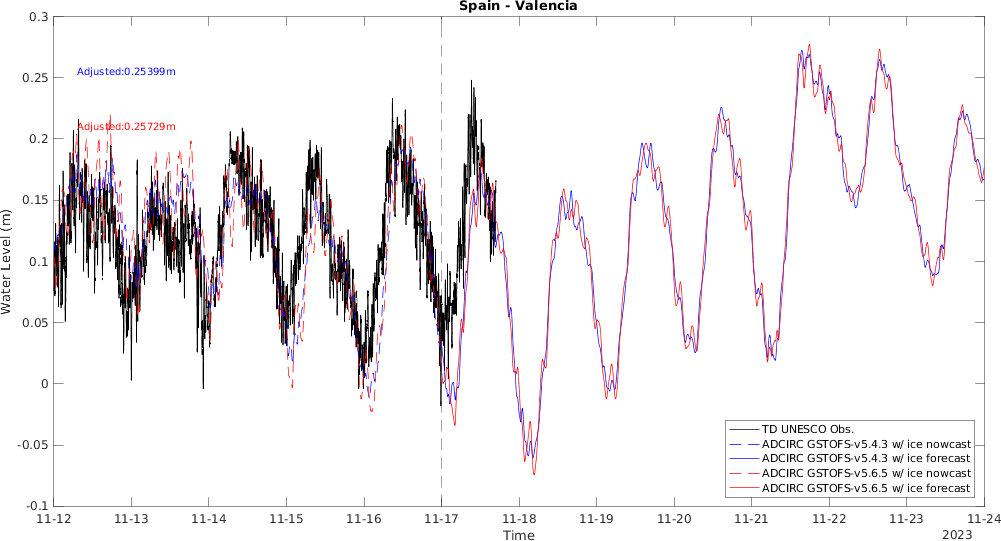 Spain - Valencia
0.3
0.25
0.2
0.15
0.1
0.05
0
-0.05
-0.1
Water Level (m)
Adjusted:0.25399m
Adjusted:0.25729m
TD UNESCO Obs.
ADCIRC GSTOFS-v5.4.3 w/ ice nowcast
ADCIRC GSTOFS-v5.4.3 w/ ice forecast
ADCIRC GSTOFS-v5.6.5 w/ ice nowcast
ADCIRC GSTOFS-v5.6.5 w/ ice forecast
11-12 11-13 11-14 11-15 11-16 11-17 11-18 11-19 11-20 11-21 11-22 11-23 11-24
Time
2023